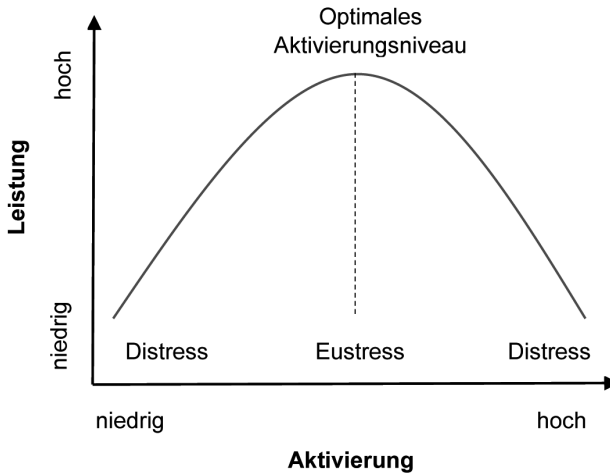 Optimales
Aktivierungsniveau
hoch
Leistung
niedrig
Distress Eustress Distress
niedrig hoch
Aktivierung